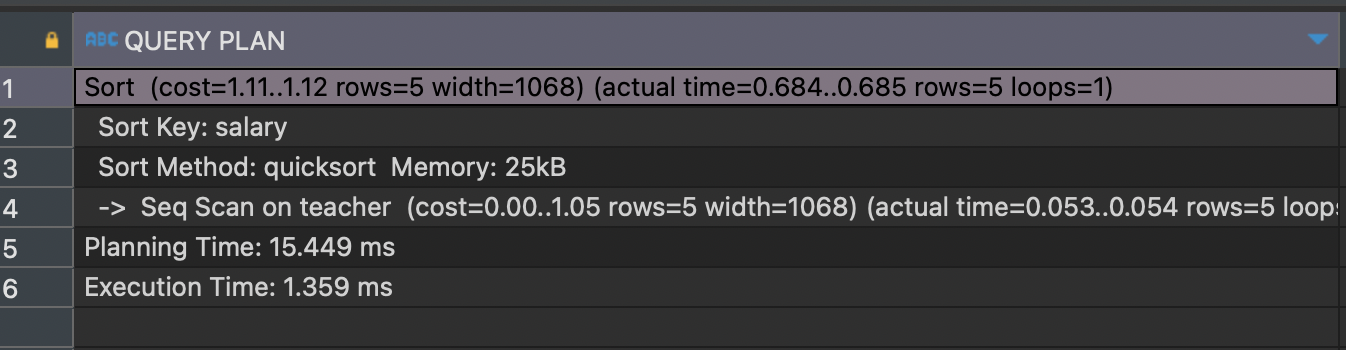 ABC QUERY PLAN
1 Sort (cost=1.11..1.12 rows=5 width=1068) (actual time=0.684..0.685 rows=5 loops=1)
2 Sort Key: salary
3 Sort Method: quicksort Memory: 25kB
4 -> Seq Scan on teacher (cost=0.00..1.05 rows=5 width=1068) (actual time=0.053..0.054 rows=5 loop
5 Planning Time: 15.449 ms
6 Execution Time: 1.359 ms